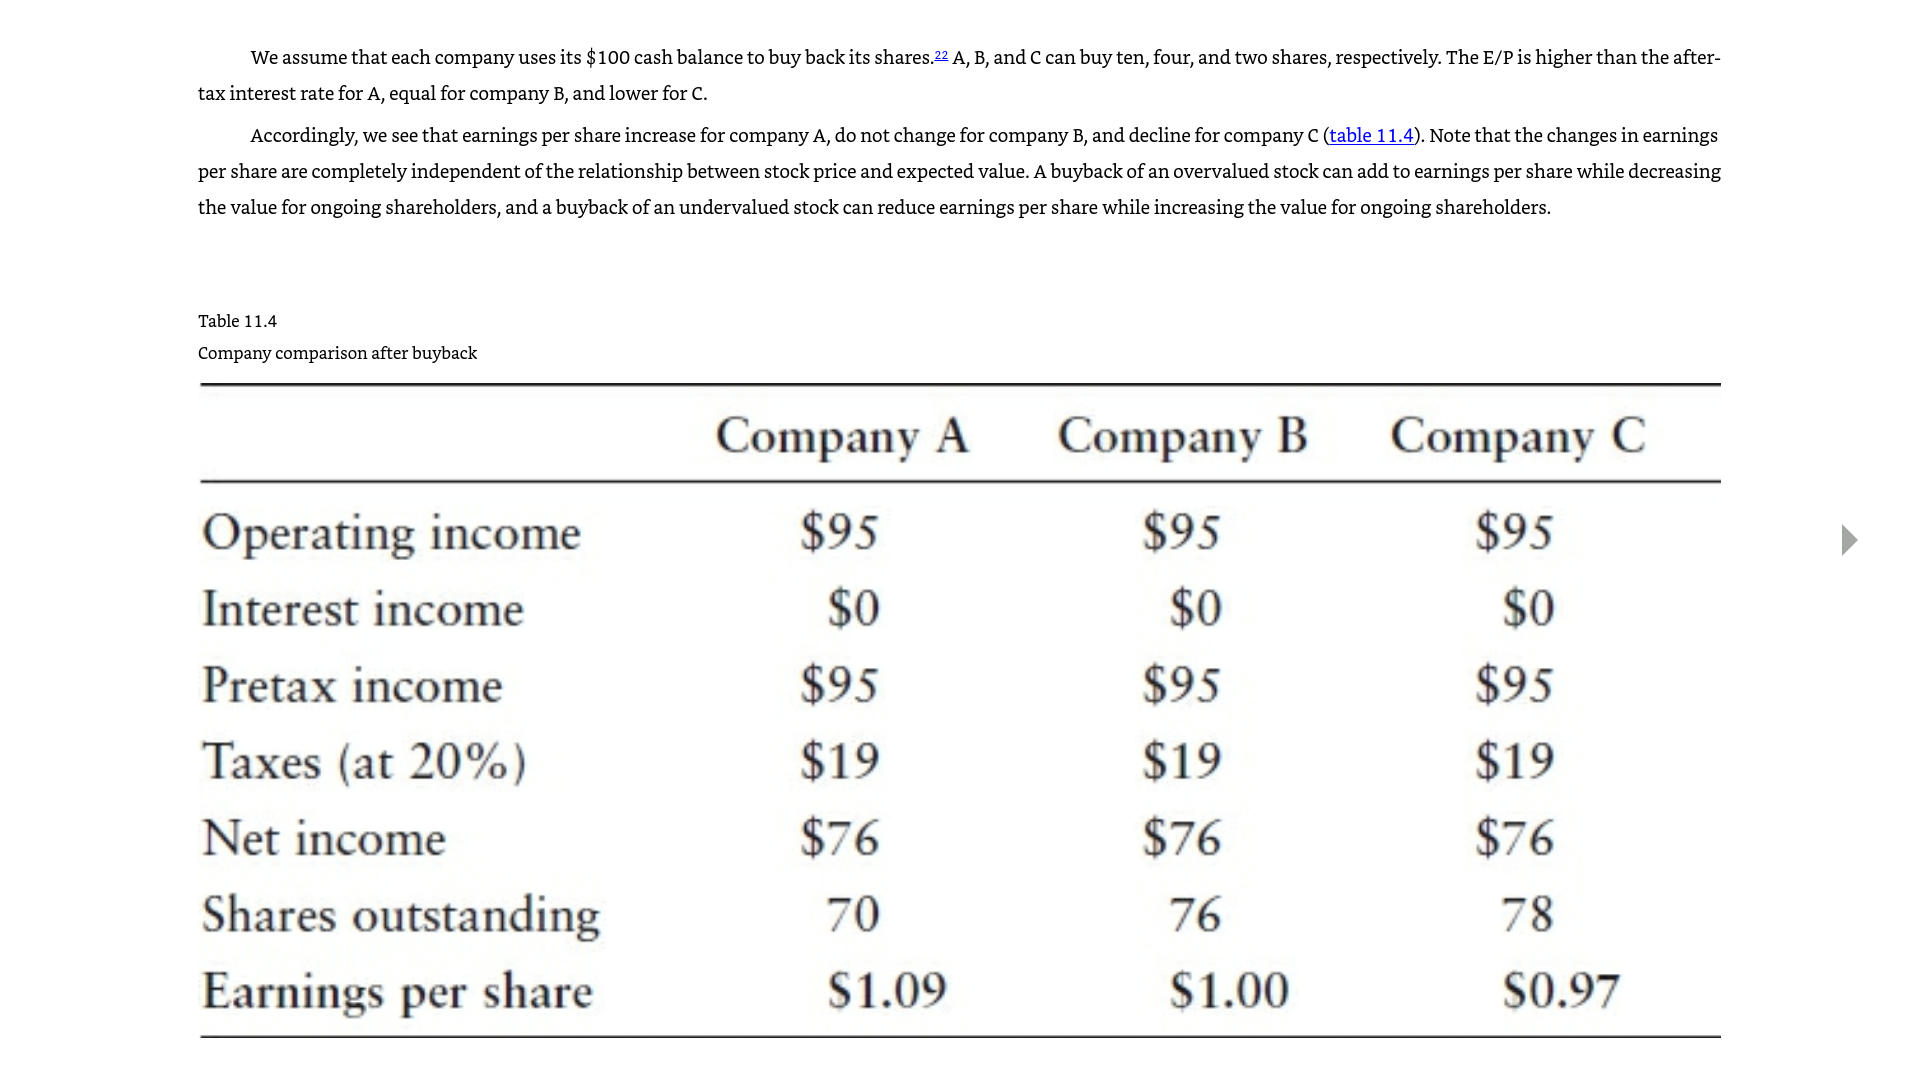 We assume that each company uses its $100 cash balance to buy back its shares.22 A, B, and C can buy ten, four, and two shares, respectively. The E/P is higher than the after-
tax interest rate for A, equal for company B, and lower for C.
Accordingly, we see that earnings per share increase for company A, do not change for company B, and decline for company C (table 11.4). Note that the changes in earnings
per share are completely independent of the relationship between stock price and expected value. A buyback of an overvalued stock can add to earnings per share while decreasing
the value for ongoing shareholders, and a buyback of an undervalued stock can reduce earnings per share while increasing the value for ongoing shareholders.
Table 11.4
Company comparison after buyback
Company A Company B Company C
Operating income $95 $95 $95
Interest income $0 $0 $0
Pretax income $95 $95 $95
Taxes (at 20%) $19 $19 $19
Net income $76 $76 $76
Shares outstanding 70 76 78
Earnings per share $1.09 $1.00 $0.97